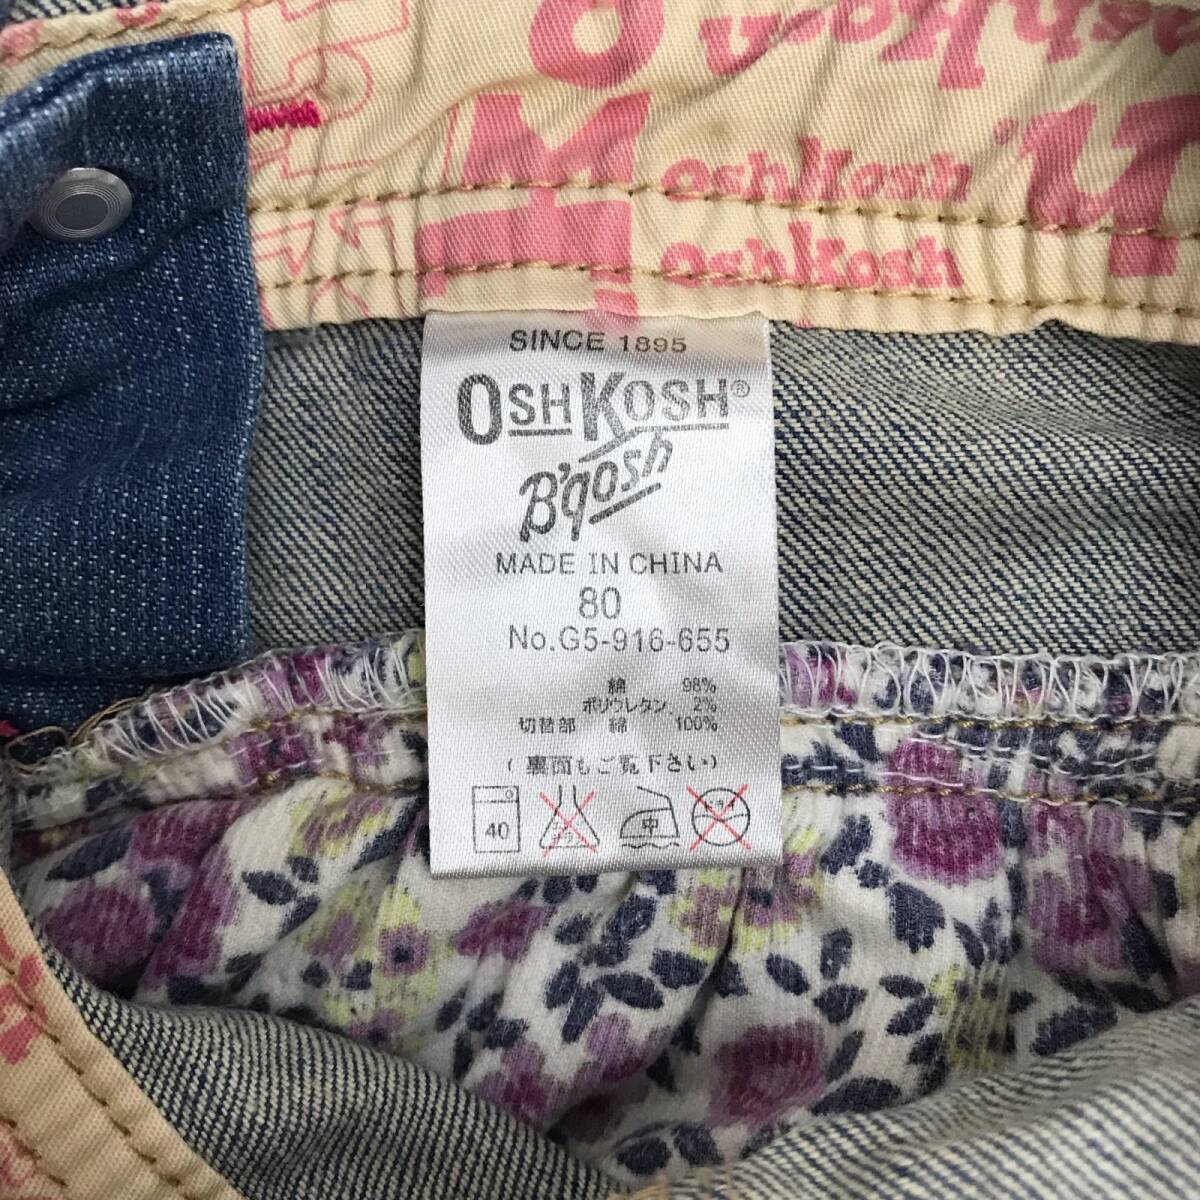 OshKosh
OshKosh
OshKosh
SINCE 1895
OSHKOSH®
B'gosh
MADE IN CHINA
80
No.G5-916-655
綿 98%
ポリウレタン 2%
切替部 綿 100%
(裏面もご覧下さい)
40
中